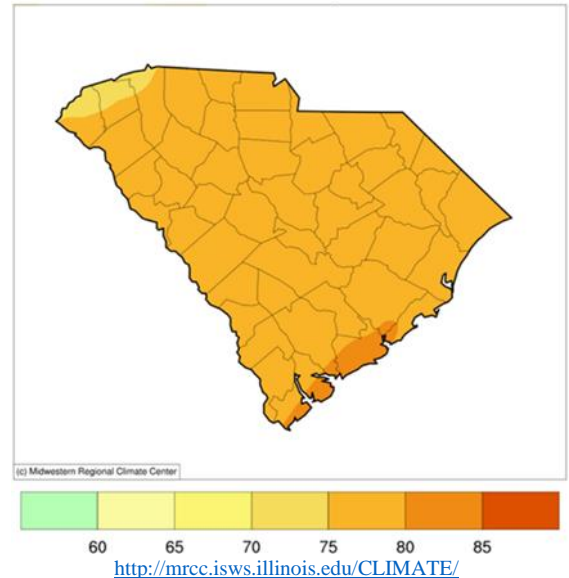 (c) Midwestern Regional Climate Center
60 65 70 75 80 85
http://mrcc.isws.illinois.edu/CLIMATE/